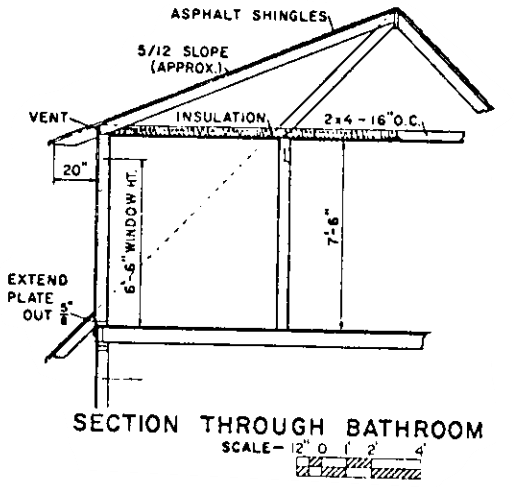 ASPHALT SHINGLES
5/12 SLOPE
(APPROX.)
VENT
INSULATION
2x4-16" O.C.
20"
6'-6" WINDOW HT.
7'-6"
EXTEND
PLATE
OUT 5/8"
SECTION THROUGH BATHROOM
SCALE- 12" 0 1' 2' 4'